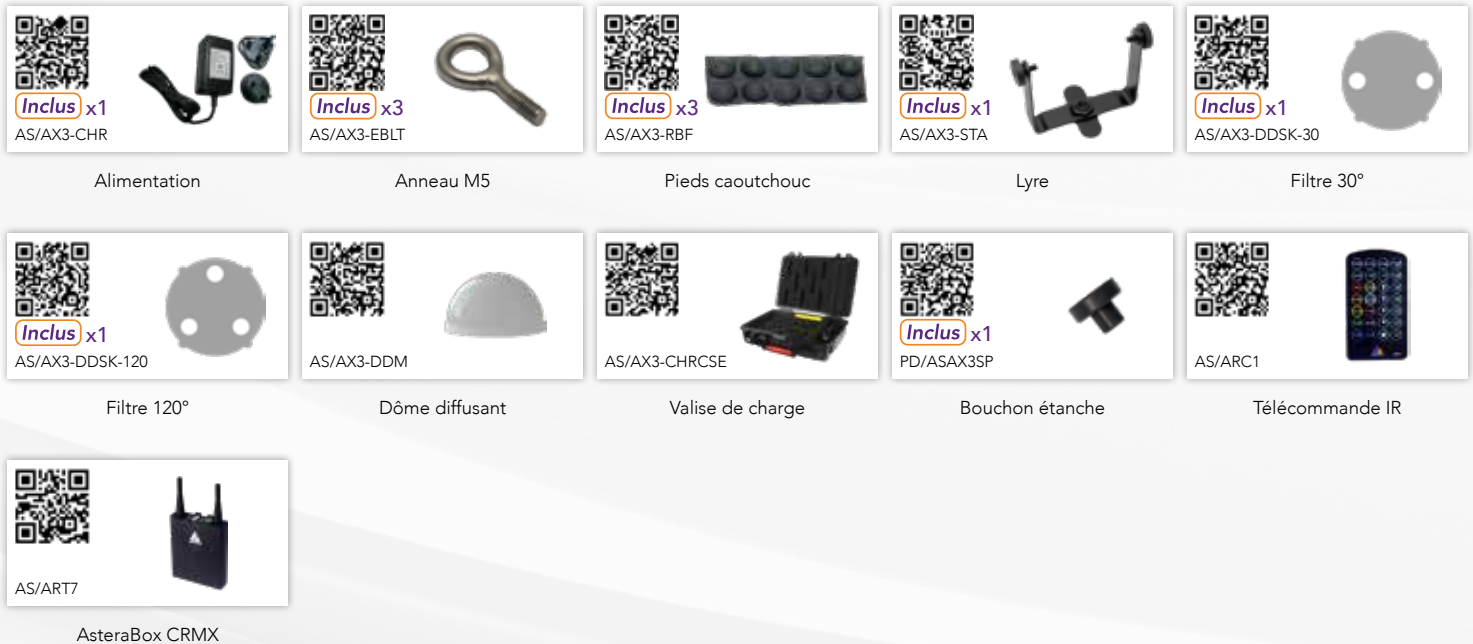 Inclus x1
AS/AX3-CHR
Alimentation
Inclus x3
AS/AX3-EBLT
Anneau M5
Inclus x3
AS/AX3-RBF
Pieds caoutchouc
Inclus x1
AS/AX3-STA
Lyre
Inclus x1
AS/AX3-DDSK-30
Filtre 30°
Inclus x1
AS/AX3-DDSK-120
Filtre 120°
AS/AX3-DDM
Dôme diffusant
AS/AX3-CHRCSE
Valise de charge
Inclus x1
PD/ASAX3SP
Bouchon étanche
AS/ARC1
Télécommande IR
AS/ART7
AsteraBox CRMX